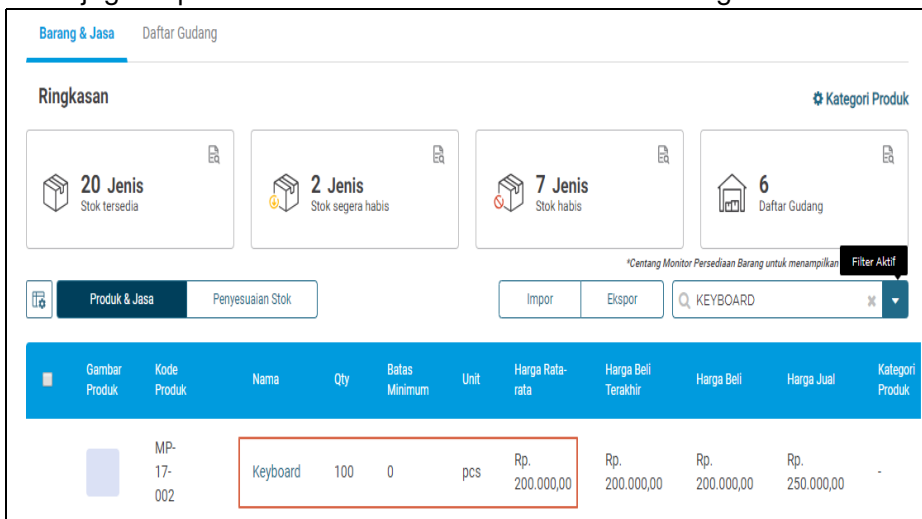 Barang & Jasa Daftar Gudang
Ringkasan
Kategori Produk
20 Jenis
Stok tersedia
2 Jenis
Stok segera habis
7 Jenis
Stok habis
6
Daftar Gudang
*Centang Monitor Persediaan Barang untuk menampilkan
Filter Aktif
Produk & Jasa Penyesuaian Stok Impor Ekspor KEYBOARD
Gambar Produk Kode Produk Nama Qty Batas Minimum Unit Harga Rata-rata Harga Beli Terakhir Harga Beli Harga Jual Kategori Produk
MP-17-002 Keyboard 100 0 pcs Rp. 200.000,00 Rp. 200.000,00 Rp. 200.000,00 Rp. 250.000,00 -